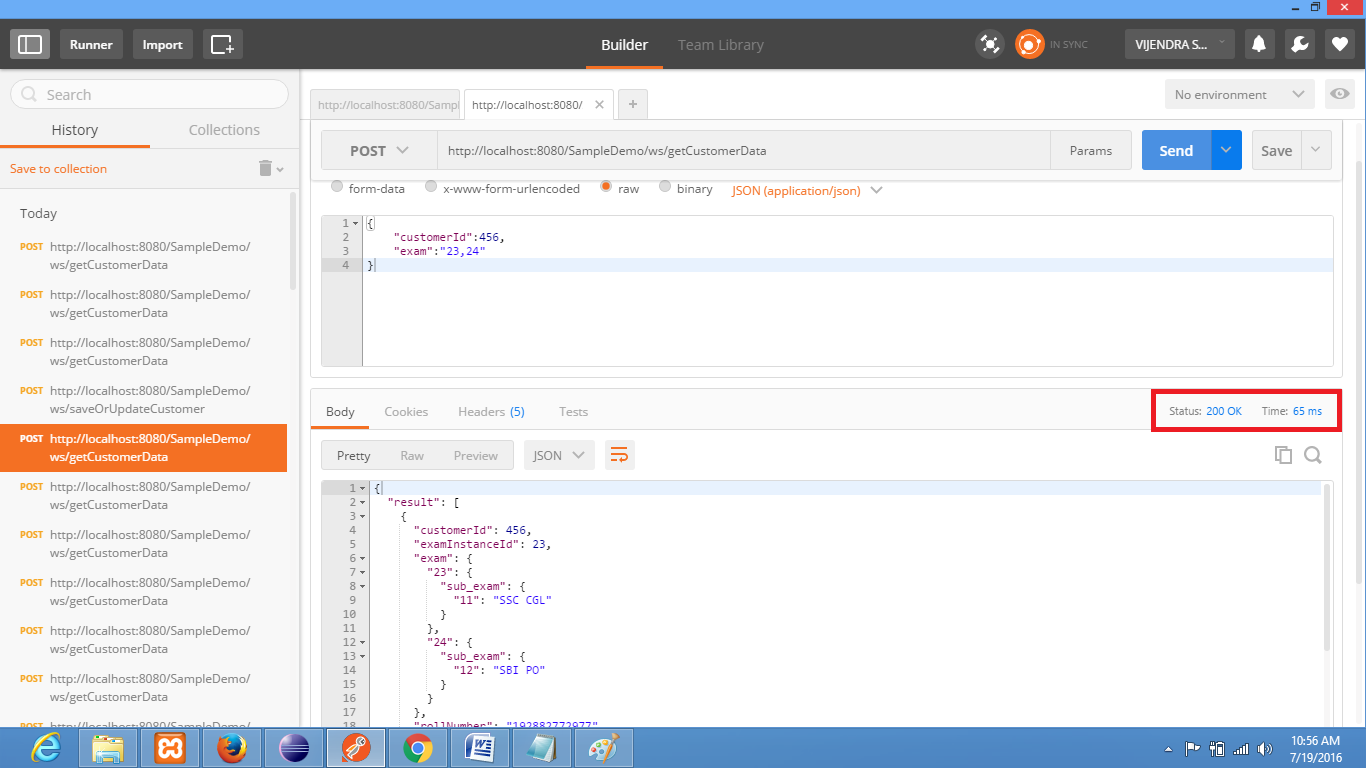 Runner
Import
Builder
Team Library
IN SYNC
VIJENDRA S...
Search
History
Collections
Save to collection
Today
POST http://localhost:8080/SampleDemo/
ws/getCustomerData
POST http://localhost:8080/SampleDemo/
ws/getCustomerData
POST http://localhost:8080/SampleDemo/
ws/getCustomerData
POST http://localhost:8080/SampleDemo/
ws/saveOrUpdateCustomer
POST http://localhost:8080/SampleDemo/
ws/getCustomerData
POST http://localhost:8080/SampleDemo/
ws/getCustomerData
POST http://localhost:8080/SampleDemo/
ws/getCustomerData
POST http://localhost:8080/SampleDemo/
ws/getCustomerData
POST http://localhost:8080/SampleDemo/
ws/getCustomerData
POST http://localhost:8080/SampleDemo/
ws/getCustomerData
POST http://localhost:8080/SampleDemo/
http://localhost:8080/Sampl
http://localhost:8080/
No environment
POST
http://localhost:8080/SampleDemo/ws/getCustomerData
Params
Send
Save
form-data
x-www-form-urlencoded
raw
binary
JSON (application/json)
1 {
2 "customerId":456,
3 "exam":"23,24"
4 }
Body
Cookies
Headers (5)
Tests
Status: 200 OK
Time: 65 ms
Pretty
Raw
Preview
JSON
1 {
2 "result": [
3 {
4 "customerId": 456,
5 "examInstanceId": 23,
6 "exam": {
7 "23": {
8 "sub_exam": {
9 "11": "SSC CGL"
10 }
11 },
12 "24": {
13 "sub_exam": {
14 "12": "SBI PO"
15 }
16 }
17 },
18 "rollNumber": "192882772977",
10:56 AM
7/19/2016